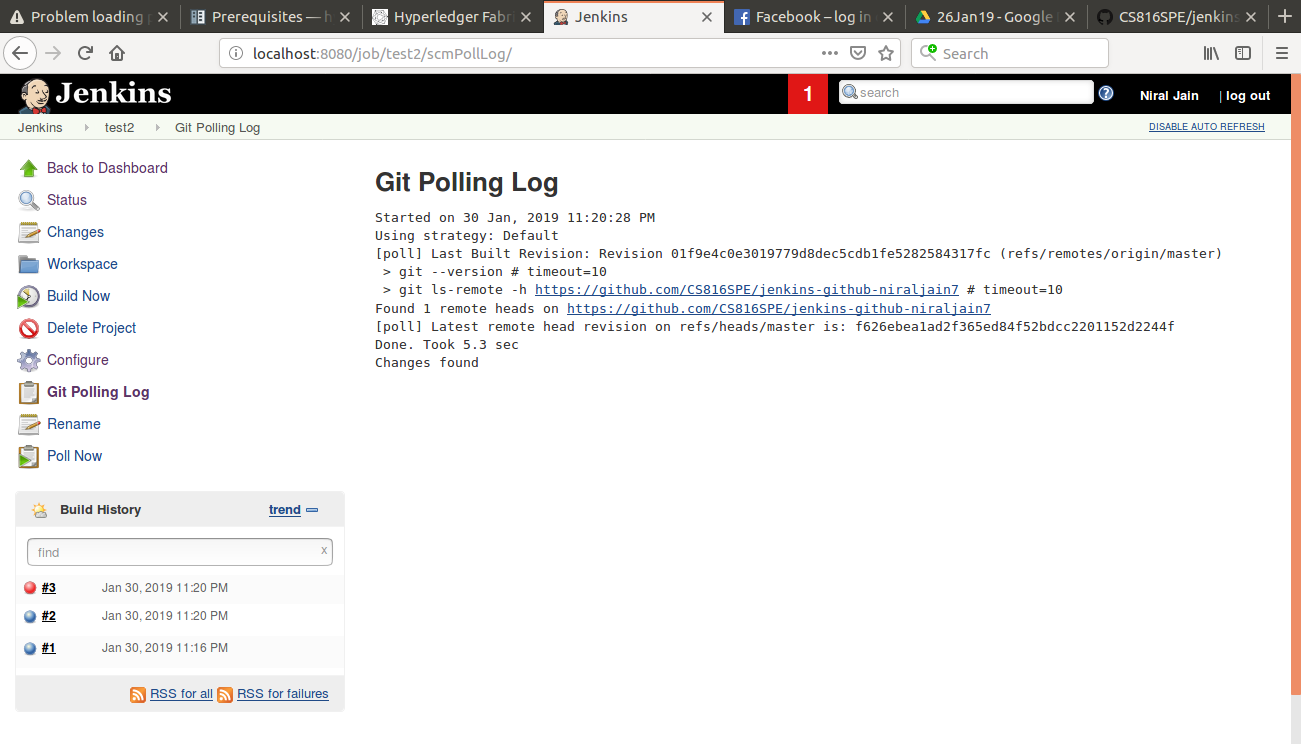 Problem loading p
Prerequisites — h
Hyperledger Fabri
Jenkins
Facebook – log in o
26Jan19 - Google D
CS816SPE/jenkins
localhost:8080/job/test2/scmPollLog/
Search
Jenkins
1
search
Niral Jain
| log out
Jenkins
test2
Git Polling Log
DISABLE AUTO REFRESH
Back to Dashboard
Status
Changes
Workspace
Build Now
Delete Project
Configure
Git Polling Log
Rename
Poll Now
Build History
trend
find
x
#3 Jan 30, 2019 11:20 PM
#2 Jan 30, 2019 11:20 PM
#1 Jan 30, 2019 11:16 PM
RSS for all RSS for failures
Git Polling Log
Started on 30 Jan, 2019 11:20:28 PM
Using strategy: Default
[poll] Last Built Revision: Revision 01f9e4c0e3019779d8dec5cdb1fe5282584317fc (refs/remotes/origin/master)
> git --version # timeout=10
> git ls-remote -h https://github.com/CS816SPE/jenkins-github-niraljain7 # timeout=10
Found 1 remote heads on https://github.com/CS816SPE/jenkins-github-niraljain7
[poll] Latest remote head revision on refs/heads/master is: f626ebea1ad2f365ed84f52bdcc2201152d2244f
Done. Took 5.3 sec
Changes found